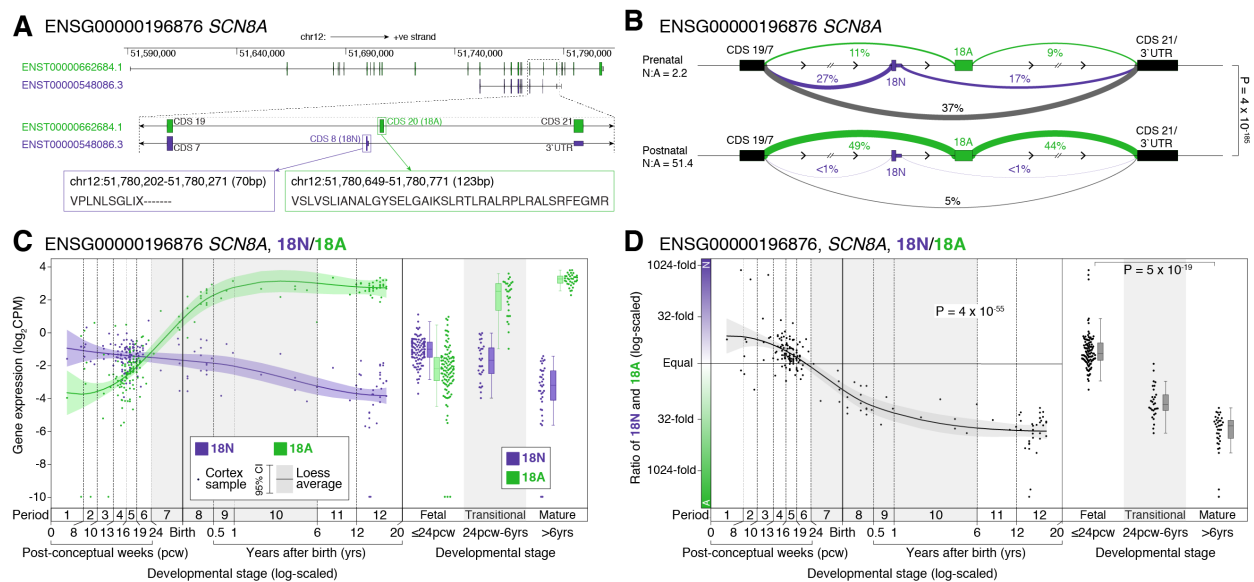 A ENSG00000196876 SCN8A
chr12: +ve strand
51,590,000 51,640,000 51,690,000 51,740,000 51,790,000
ENST00000662684.1
ENST00000548086.3
ENST00000662684.1 CDS 19 CDS 20 (18A) CDS 21
ENST00000548086.3 CDS 7 CDS 8 (18N) 3`UTR
chr12:51,780,202-51,780,271 (70bp)
VPLNLSGLIX-------
chr12:51,780,649-51,780,771 (123bp)
VSLVSLIANALGYSELGAIKSLRTLRALRPLRALSRFEGMR
B ENSG00000196876 SCN8A
Prenatal
N:A = 2.2
CDS 19/7
11%
18A
9%
CDS 21/
3`UTR
27%
18N
17%
37%
Postnatal
N:A = 51.4
CDS 19/7
49%
18A
44%
CDS 21/
3`UTR
<1%
18N
<1%
5%
P = 4 x 10-186
C ENSG00000196876 SCN8A, 18N/18A
Gene expression (log2CPM)
4
2
0
-2
-4
-6
-8
-10
18N 18A
Cortex sample
95% CI
Loess average
18N
18A
Period 1 2 3 4 5 6 7 8 9 10 11 12 Fetal Transitional Mature
0 8 10 13 16 19 24 Birth 0.5 1 6 12 20 ≤24pcw 24pcw-6yrs >6yrs
Post-conceptual weeks (pcw) Years after birth (yrs) Developmental stage
Developmental stage (log-scaled)
D ENSG00000196876, SCN8A, 18N/18A
Ratio of 18N and 18A (log-scaled)
N
A
1024-fold
32-fold
Equal
32-fold
1024-fold
P = 4 x 10-55
P = 5 x 10-19
Period 1 2 3 4 5 6 7 8 9 10 11 12 Fetal Transitional Mature
0 8 10 13 16 19 24 Birth 0.5 1 6 12 20 ≤24pcw 24pcw-6yrs >6yrs
Post-conceptual weeks (pcw) Years after birth (yrs) Developmental stage
Developmental stage (log-scaled)